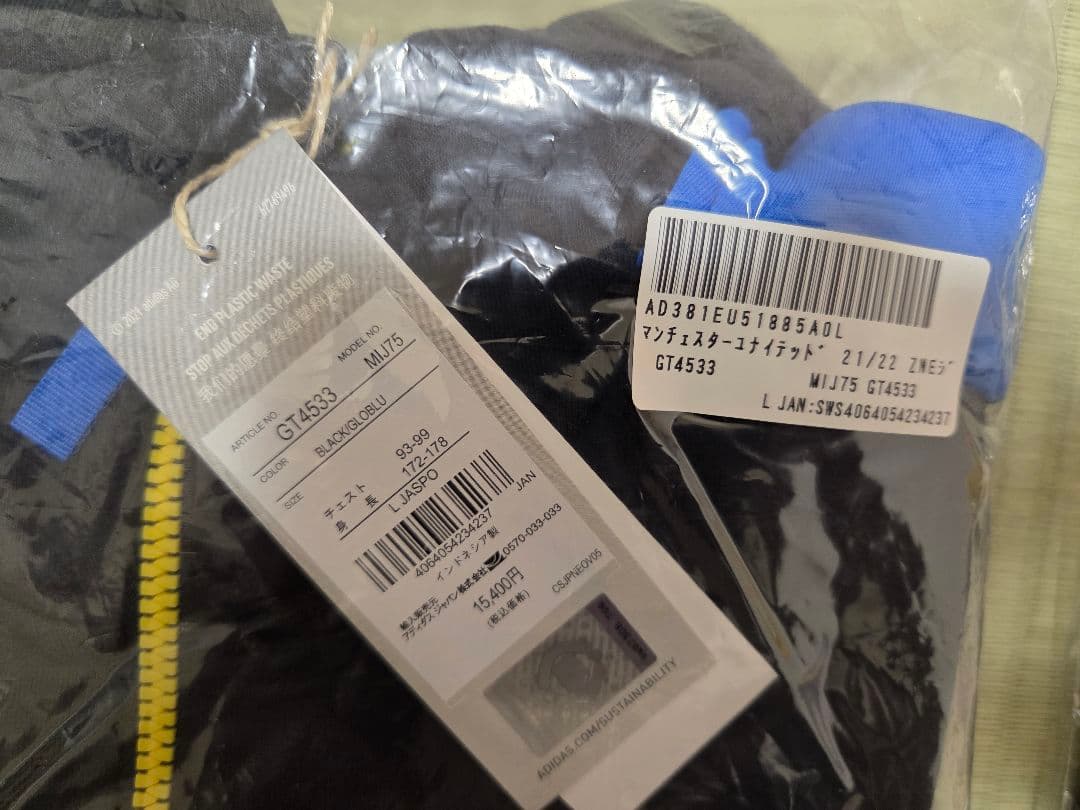 © 2021 adidas AG
END PLASTIC WASTE
STOP AUX DECHETS PLASTIQUES
ARTICLE NO. GT4533 MODEL NO. MIJ75
COLOR BLACK/GLOBLU
SIZE
チェスト 93-99
身 長 172-178
L JASPO
4064054234237 JAN
インドネシア製
輸入販売元
アディダス ジャパン株式会社 0570-033-033
15,400円
(税込価格) CSJPNEOV05
ADIDAS.COM/SUSTAINABILITY
AD381EU51885A0L
マンチェスターユナイテッド 21/22 ZNEジ
GT4533
MIJ75 GT4533
L JAN:SWS4064054234237